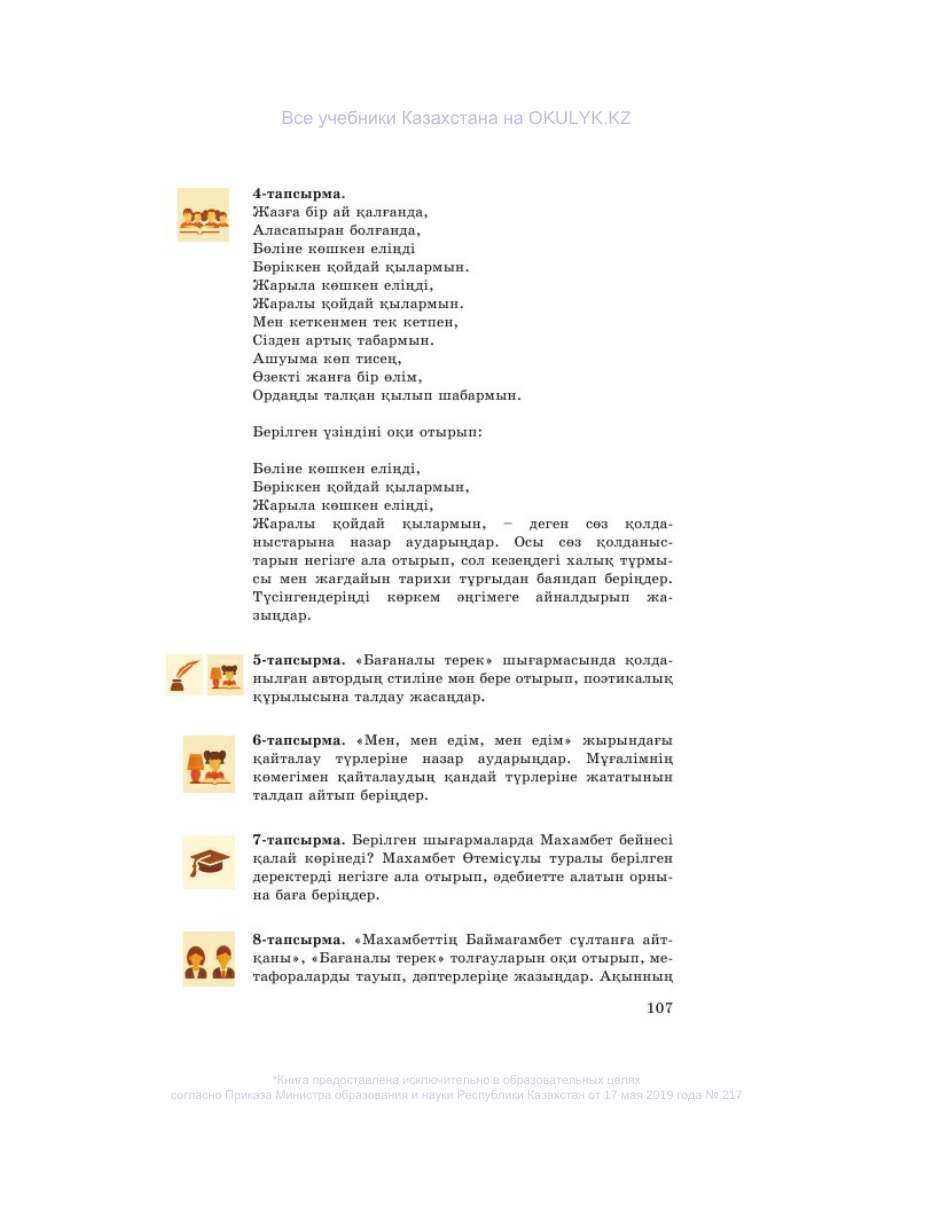 Все учебники Казахстана на OKULYK.KZ
4-тапсырма.
Жазға бір ай қалғанда,
Аласапыран болғанда,
Бөліне көшкен еліңді
Бөріккен қойдай қылармын.
Жарыла көшкен еліңді,
Жаралы қойдай қылармын.
Мен кеткенмен тек кетпен,
Сізден артық табармын.
Ашуыма көп тисең,
Өзекті жанға бір өлім,
Ордаңды талқан қылып шабармын.
Берілген үзіндіні оқи отырып:
Бөліне көшкен еліңді,
Бөріккен қойдай қылармын,
Жарыла көшкен еліңді,
Жаралы қойдай қылармын, – деген сөз қолда-
ныстарына назар аударыңдар. Осы сөз қолданыс-
тарын негізге ала отырып, сол кезеңдегі халық тұрмы-
сы мен жағдайын тарихи тұрғыдан баяндап беріңдер.
Түсінгендеріңді көркем әңгімеге айналдырып жа-
зыңдар.
5-тапсырма. «Бағаналы терек» шығармасында қолда-
нылған автордың стиліне мән бере отырып, поэтикалық
құрылысына талдау жасаңдар.
6-тапсырма. «Мен, мен едім, мен едім» жырындағы
қайталау түрлеріне назар аударыңдар. Мұғалімнің
көмегімен қайталаудың қандай түрлеріне жататынын
талдап айтып беріңдер.
7-тапсырма. Берілген шығармаларда Махамбет бейнесі
қалай көрінеді? Махамбет Өтемісұлы туралы берілген
деректерді негізге ала отырып, әдебиетте алатын орны-
на баға беріңдер.
8-тапсырма. «Махамбеттің Баймағамбет сұлтанға айт-
қаны», «Бағаналы терек» толғауларын оқи отырып, ме-
тафораларды тауып, дәптерлеріңе жазыңдар. Ақынның
107
*Книга предоставлена исключительно в образовательных целях
согласно Приказа Министра образования и науки Республики Казахстан от 17 мая 2019 года № 217